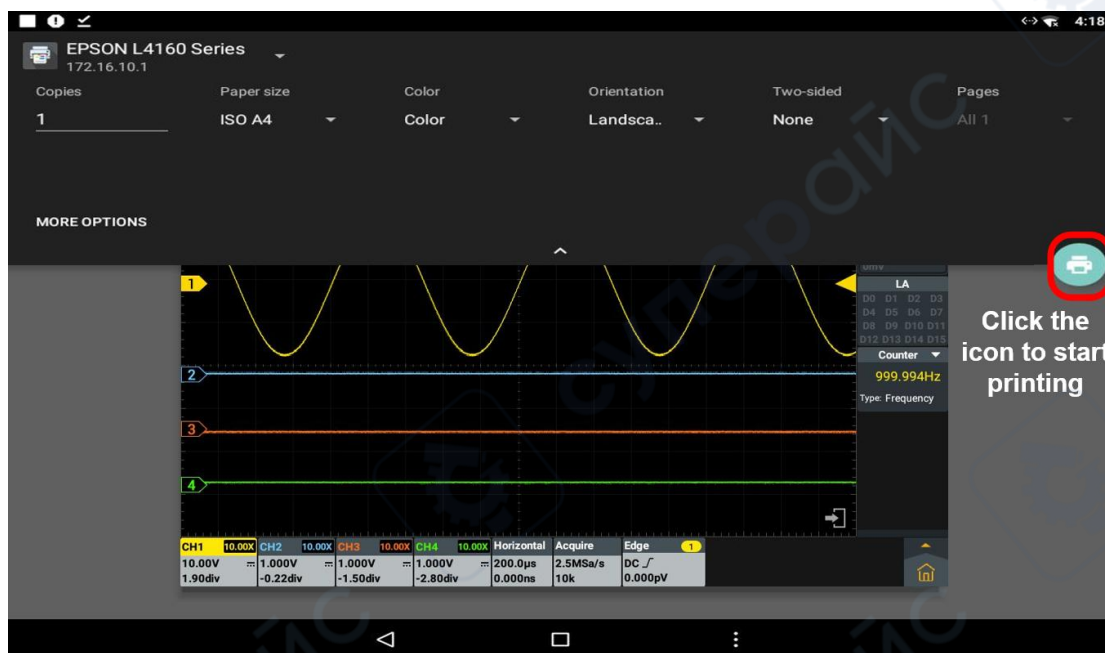 4:18
EPSON L4160 Series
172.16.10.1
Copies Paper size Color Orientation Two-sided Pages
1 ISO A4 Color Landsca.. None All 1
MORE OPTIONS
1
0mV
LA
D0 D1 D2 D3
D4 D5 D6 D7
D8 D9 D10 D11
D12 D13 D14 D15
Click the
icon to start
printing
Counter
999.994Hz
Type: Frequency
2
3
4
CH1 10.00X CH2 10.00X CH3 10.00X CH4 10.00X Horizontal Acquire Edge 1
10.00V 1.000V 1.000V 1.000V 200.0μs 2.5MSa/s DC
1.90div -0.22div -1.50div -2.80div 0.000ns 10k 0.000pV
суперайс